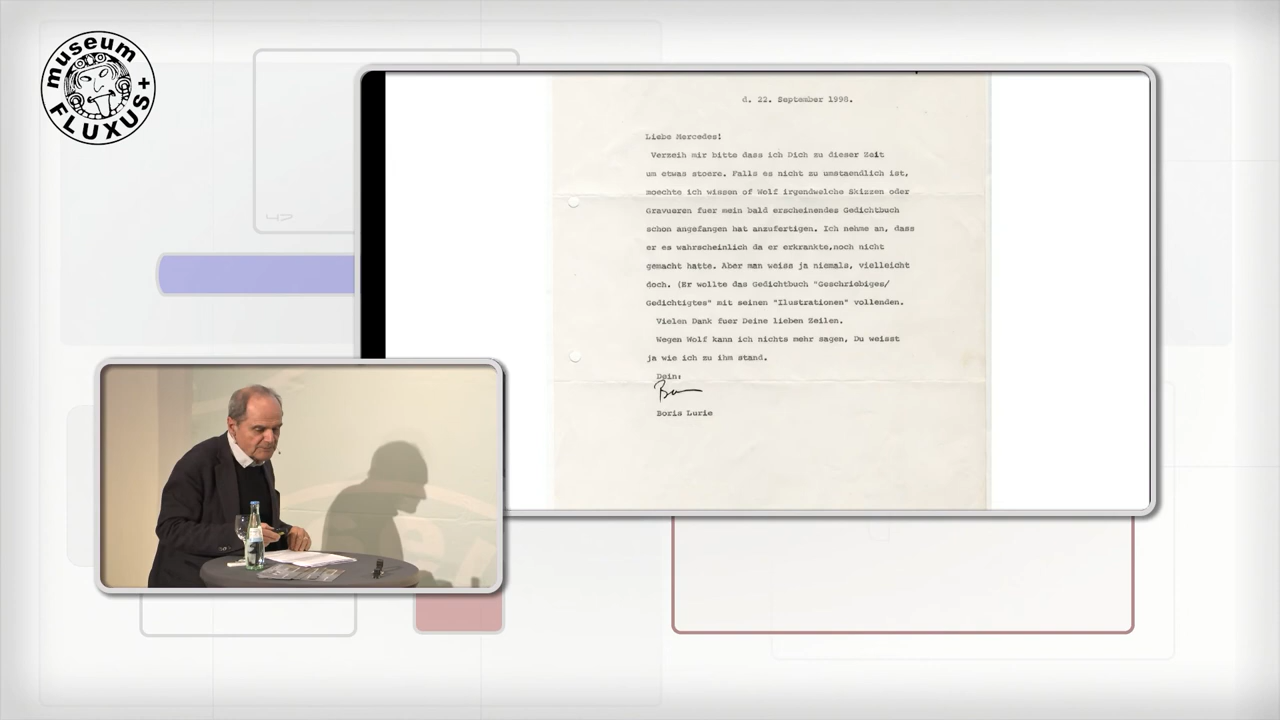 museum
FLUXUS+
d. 22. September 1998.
Liebe Mercedes!
Verzeih mir bitte dass ich Dich zu dieser Zeit
um etwas stoere. Falls es nicht zu umstaendlich ist,
moechte ich wissen of Wolf irgendwelche Skizzen oder
Gravueren fuer mein bald erscheinendes Gedichtbuch
schon angefangen hat anzufertigen. Ich nehme an, dass
er es wahrscheinlich da er erkrankte,noch nicht
gemacht hatte. Aber man weiss ja niemals, vielleicht
doch. (Er wollte das Gedichtbuch "Geschriebiges/
Gedichtigtes" mit seinen "Ilustrationen" vollenden.
Vielen Dank fuer Deine lieben Zeilen.
Wegen Wolf kann ich nichts mehr sagen, Du weisst
ja wie ich zu ihm stand.
Dein:
Boris Lurie
47